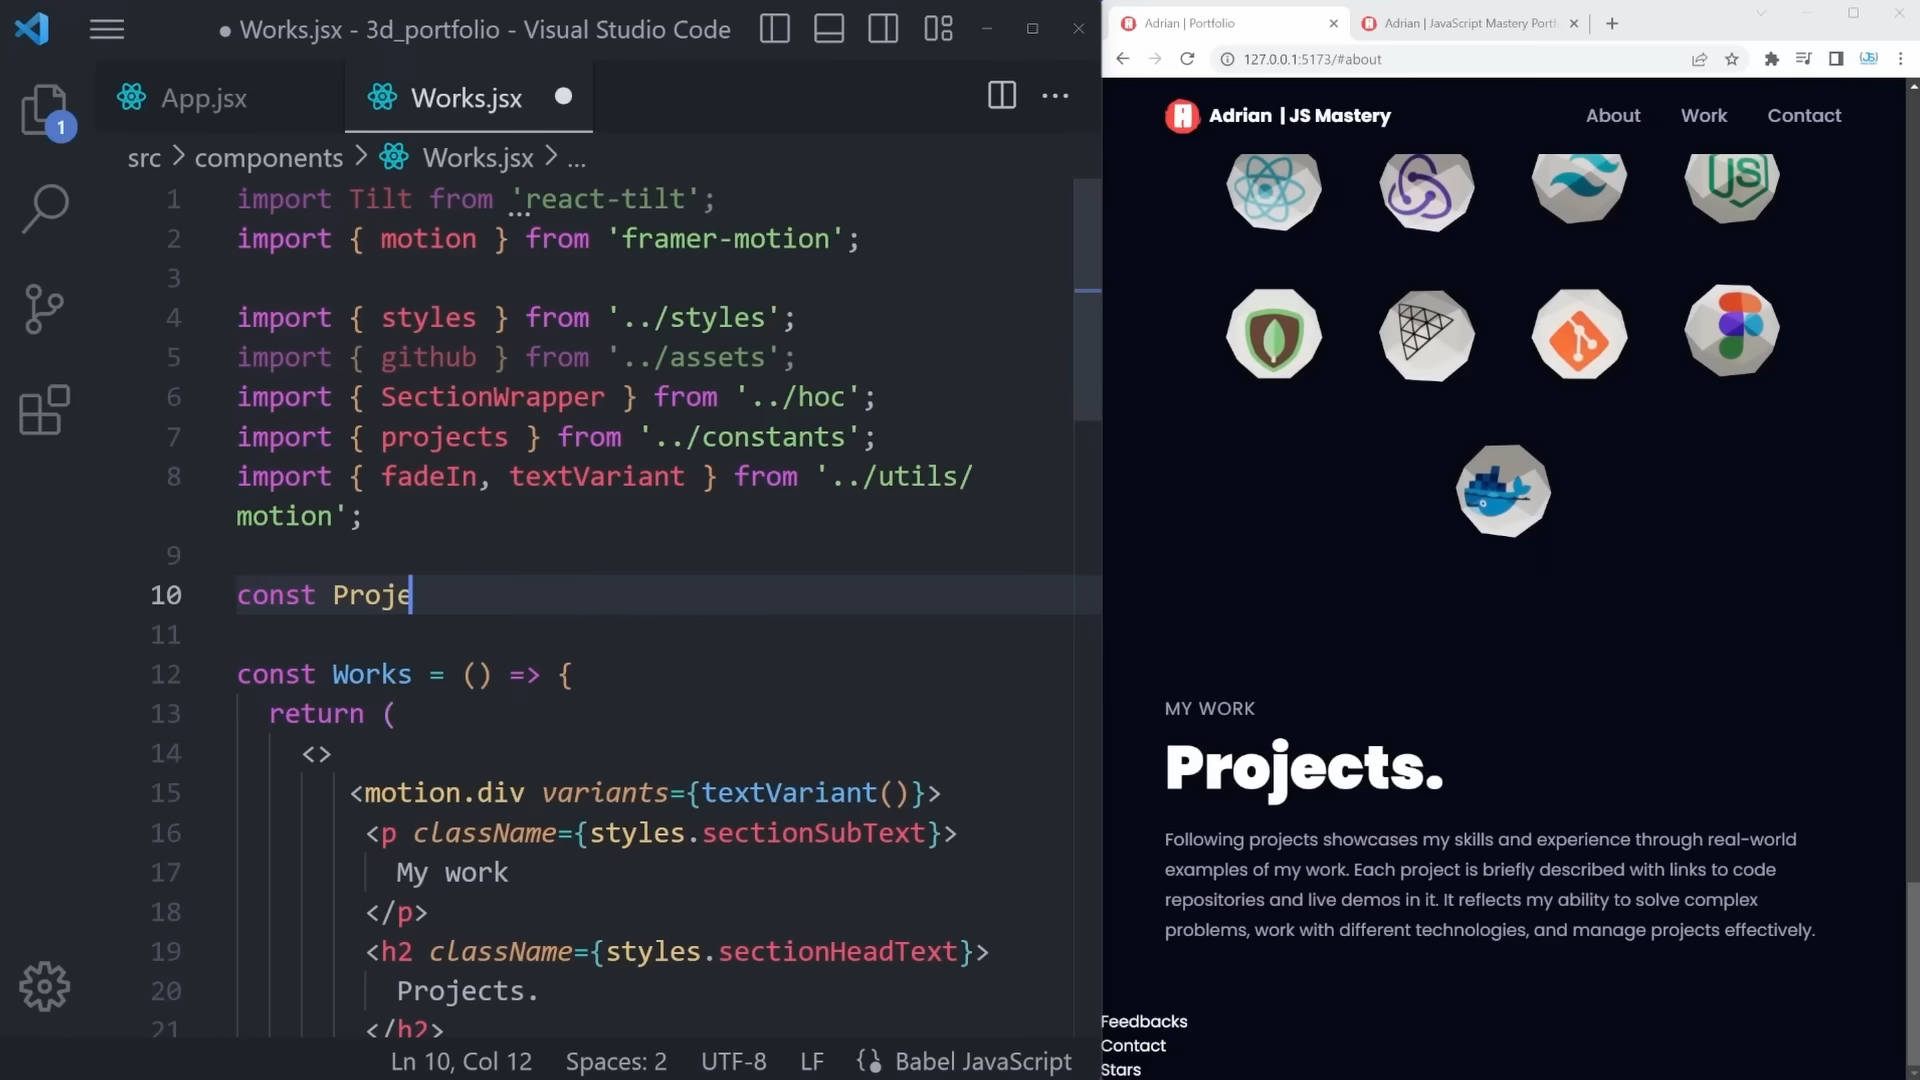 Works.jsx - 3d_portfolio - Visual Studio Code
1
App.jsx
Works.jsx
src > components > Works.jsx > ...
1 import Tilt from 'react-tilt';
2 import { motion } from 'framer-motion';
3
4 import { styles } from '../styles';
5 import { github } from '../assets';
6 import { SectionWrapper } from '../hoc';
7 import { projects } from '../constants';
8 import { fadeIn, textVariant } from '../utils/
motion';
9
10 const Proje
11
12 const Works = () => {
13 return (
14 <>
15 <motion.div variants={textVariant()}>
16 <p className={styles.sectionSubText}>
17 My work
18 </p>
19 <h2 className={styles.sectionHeadText}>
20 Projects.
21 </h2>
Ln 10, Col 12 Spaces: 2 UTF-8 LF Babel JavaScript
Adrian | Portfolio
Adrian | JavaScript Mastery Portf
127.0.0.1:5173/#about
Adrian | JS Mastery
About Work Contact
JS
MY WORK
Projects.
Following projects showcases my skills and experience through real-world
examples of my work. Each project is briefly described with links to code
repositories and live demos in it. It reflects my ability to solve complex
problems, work with different technologies, and manage projects effectively.
Feedbacks
Contact
Stars